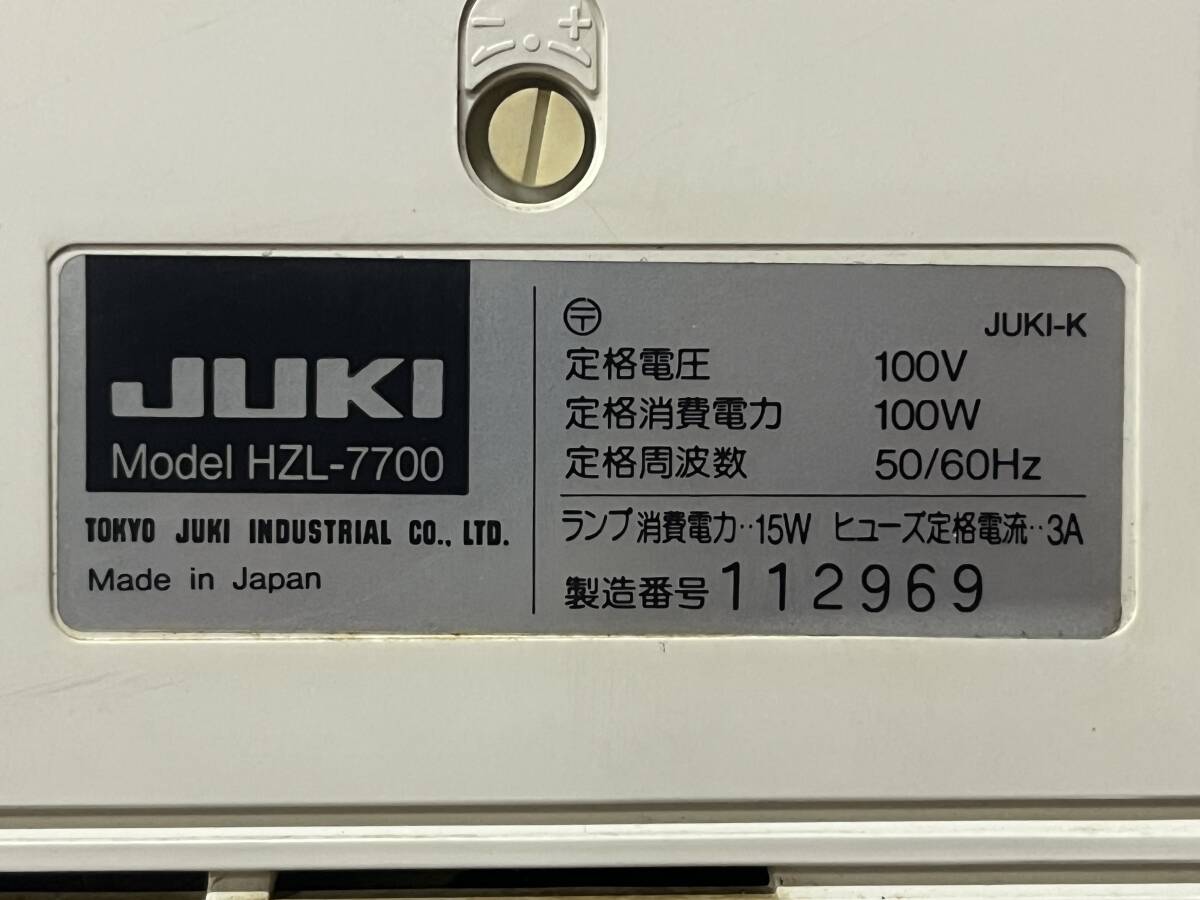 − +
JUKI
Model HZL-7700
TOKYO JUKI INDUSTRIAL CO., LTD.
Made in Japan
〒 JUKI-K
定格電圧 100V
定格消費電力 100W
定格周波数 50/60Hz
ランプ消費電力‥15W ヒューズ定格電流‥3A
製造番号 112969